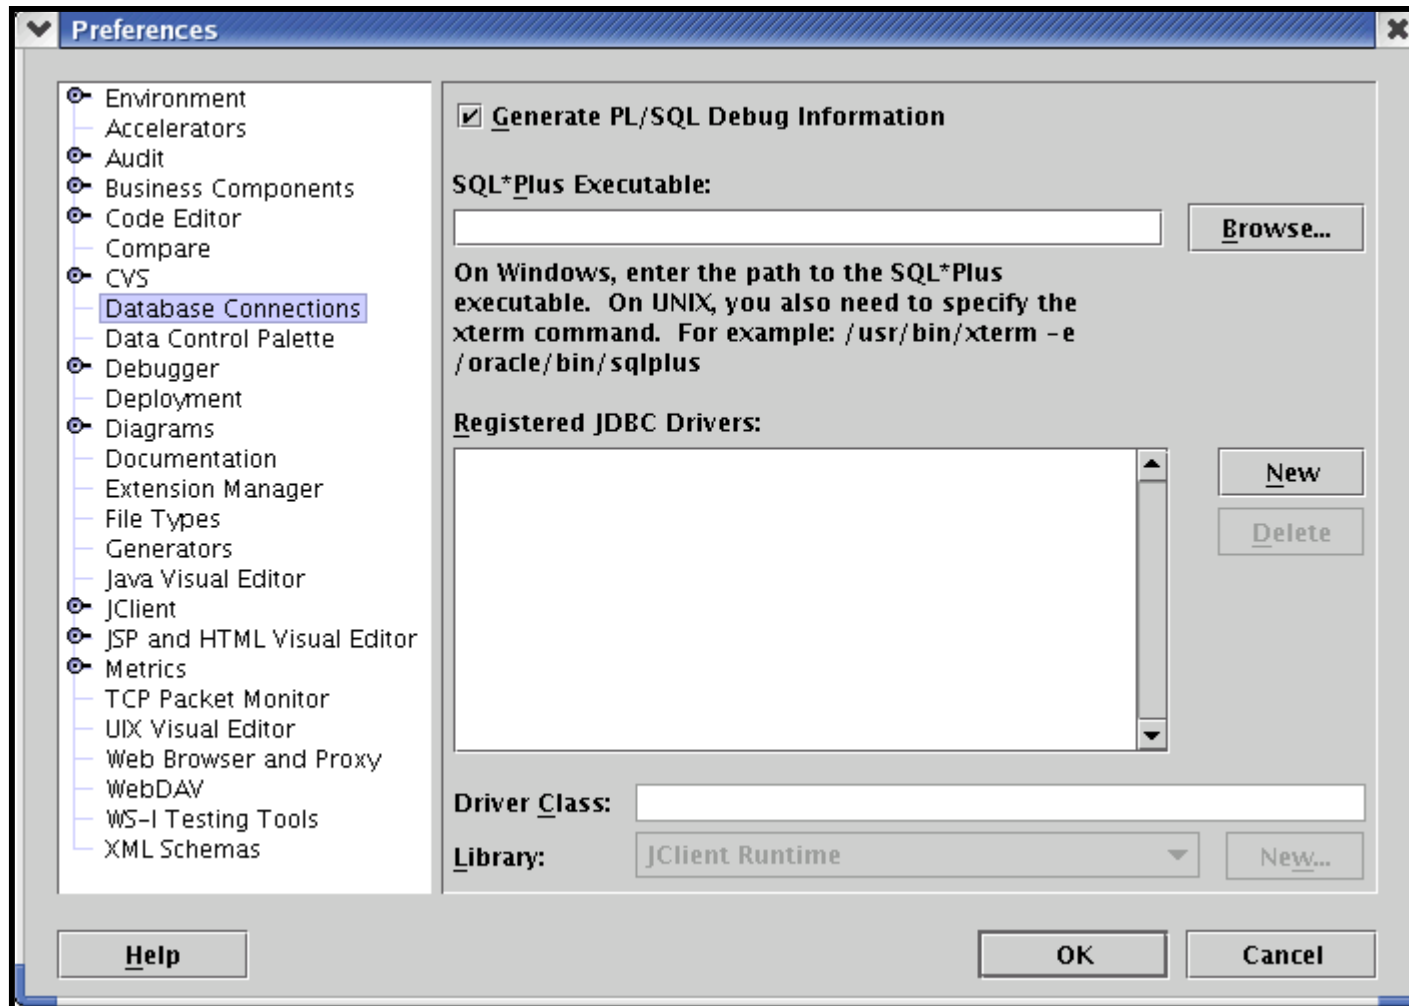 Preferences
Environment
Accelerators
Audit
Business Components
Code Editor
Compare
CVS
Database Connections
Data Control Palette
Debugger
Deployment
Diagrams
Documentation
Extension Manager
File Types
Generators
Java Visual Editor
JClient
JSP and HTML Visual Editor
Metrics
TCP Packet Monitor
UIX Visual Editor
Web Browser and Proxy
WebDAV
WS-I Testing Tools
XML Schemas
Generate PL/SQL Debug Information
SQL*Plus Executable:
Browse...
On Windows, enter the path to the SQL*Plus
executable. On UNIX, you also need to specify the
xterm command. For example: /usr/bin/xterm -e
/oracle/bin/sqlplus
Registered JDBC Drivers:
New
Delete
Driver Class:
Library: JClient Runtime New...
Help OK Cancel